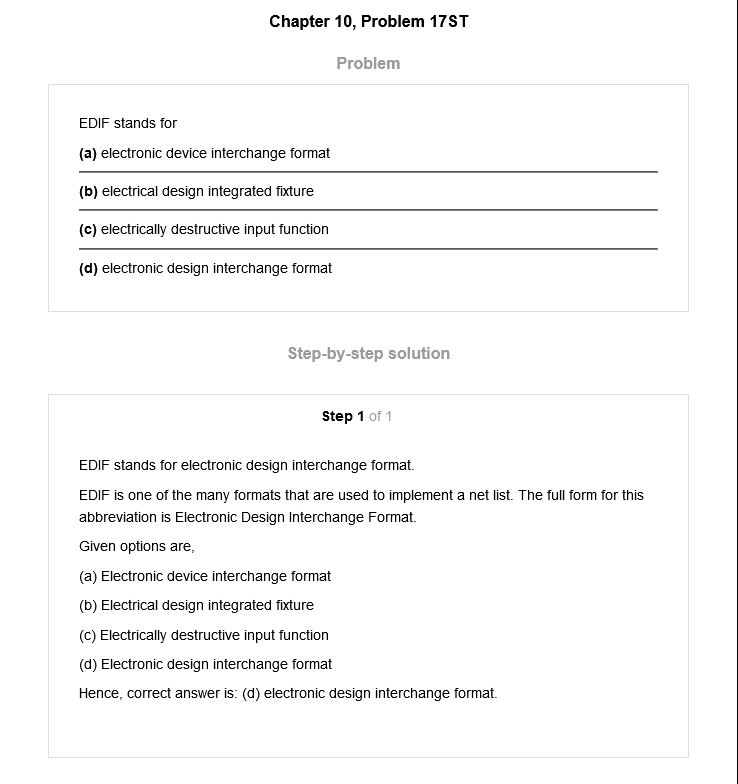 Chapter 10, Problem 17ST
Problem
EDIF stands for
(a) electronic device interchange format
(b) electrical design integrated fixture
(c) electrically destructive input function
(d) electronic design interchange format
Step-by-step solution
Step 1 of 1
EDIF stands for electronic design interchange format.
EDIF is one of the many formats that are used to implement a net list. The full form for this
abbreviation is Electronic Design Interchange Format.
Given options are,
(a) Electronic device interchange format
(b) Electrical design integrated fixture
(c) Electrically destructive input function
(d) Electronic design interchange format
Hence, correct answer is: (d) electronic design interchange format.